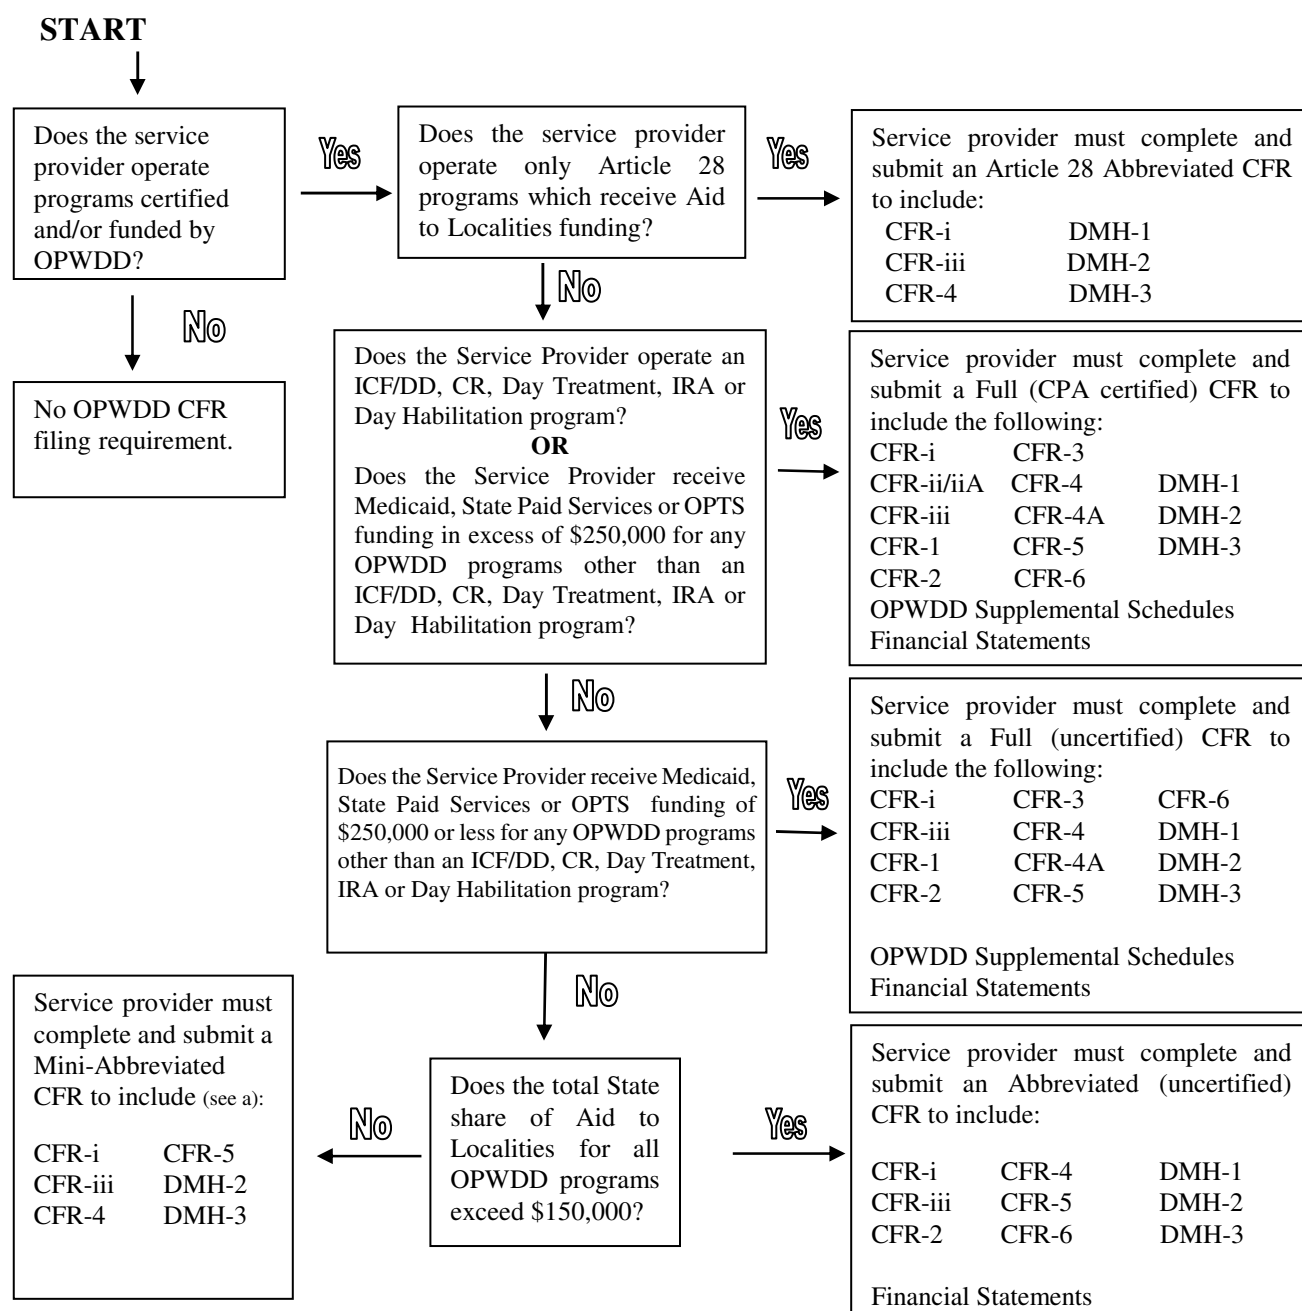 START
Does the service
provider operate
programs certified
and/or funded by
OPWDD?
Yes
Does the service provider
operate only Article 28
programs which receive Aid
to Localities funding?
Yes
Service provider must complete and
submit an Article 28 Abbreviated CFR
to include:
CFR-i DMH-1
CFR-iii DMH-2
CFR-4 DMH-3
No
No
No OPWDD CFR
filing requirement.
Does the Service Provider operate an
ICF/DD, CR, Day Treatment, IRA or
Day Habilitation program?
OR
Does the Service Provider receive
Medicaid, State Paid Services or OPTS
funding in excess of $250,000 for any
OPWDD programs other than an
ICF/DD, CR, Day Treatment, IRA or
Day Habilitation program?
Yes
Service provider must complete and
submit a Full (CPA certified) CFR to
include the following:
CFR-i CFR-3
CFR-ii/iiA CFR-4 DMH-1
CFR-iii CFR-4A DMH-2
CFR-1 CFR-5 DMH-3
CFR-2 CFR-6
OPWDD Supplemental Schedules
Financial Statements
No
Does the Service Provider receive Medicaid,
State Paid Services or OPTS funding of
$250,000 or less for any OPWDD programs
other than an ICF/DD, CR, Day Treatment,
IRA or Day Habilitation program?
Yes
Service provider must complete and
submit a Full (uncertified) CFR to
include the following:
CFR-i CFR-3 CFR-6
CFR-iii CFR-4 DMH-1
CFR-1 CFR-4A DMH-2
CFR-2 CFR-5 DMH-3
OPWDD Supplemental Schedules
Financial Statements
No
Does the total State
share of Aid to
Localities for all
OPWDD programs
exceed $150,000?
No
Service provider must
complete and submit a
Mini-Abbreviated
CFR to include (see a):
CFR-i CFR-5
CFR-iii DMH-2
CFR-4 DMH-3
Yes
Service provider must complete and
submit an Abbreviated (uncertified)
CFR to include:
CFR-i CFR-4 DMH-1
CFR-iii CFR-5 DMH-2
CFR-2 CFR-6 DMH-3
Financial Statements